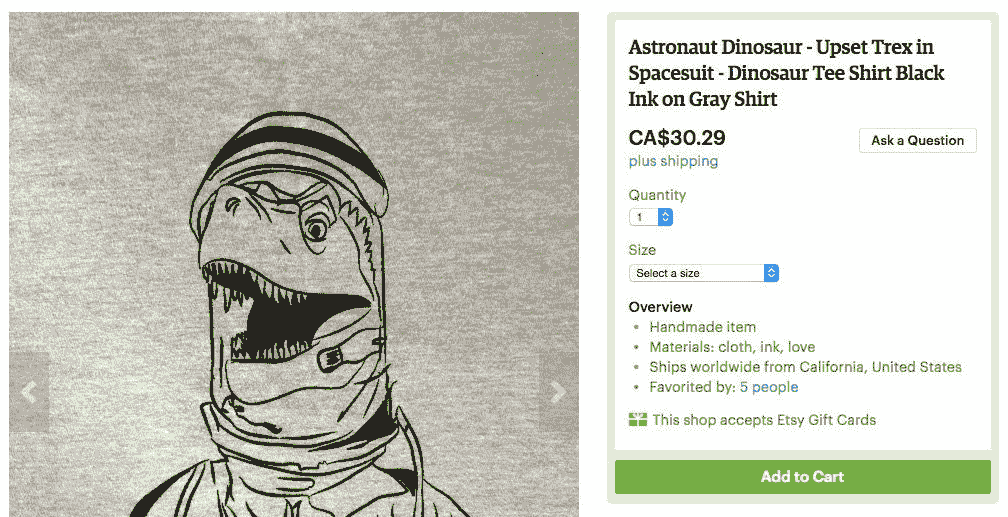 Astronaut Dinosaur - Upset Trex in
Spacesuit - Dinosaur Tee Shirt Black
Ink on Gray Shirt
CA$30.29
Ask a Question
plus shipping
Quantity
1
Size
Select a size
Overview
• Handmade item
• Materials: cloth, ink, love
• Ships worldwide from California, United States
• Favorited by: 5 people
This shop accepts Etsy Gift Cards
Add to Cart